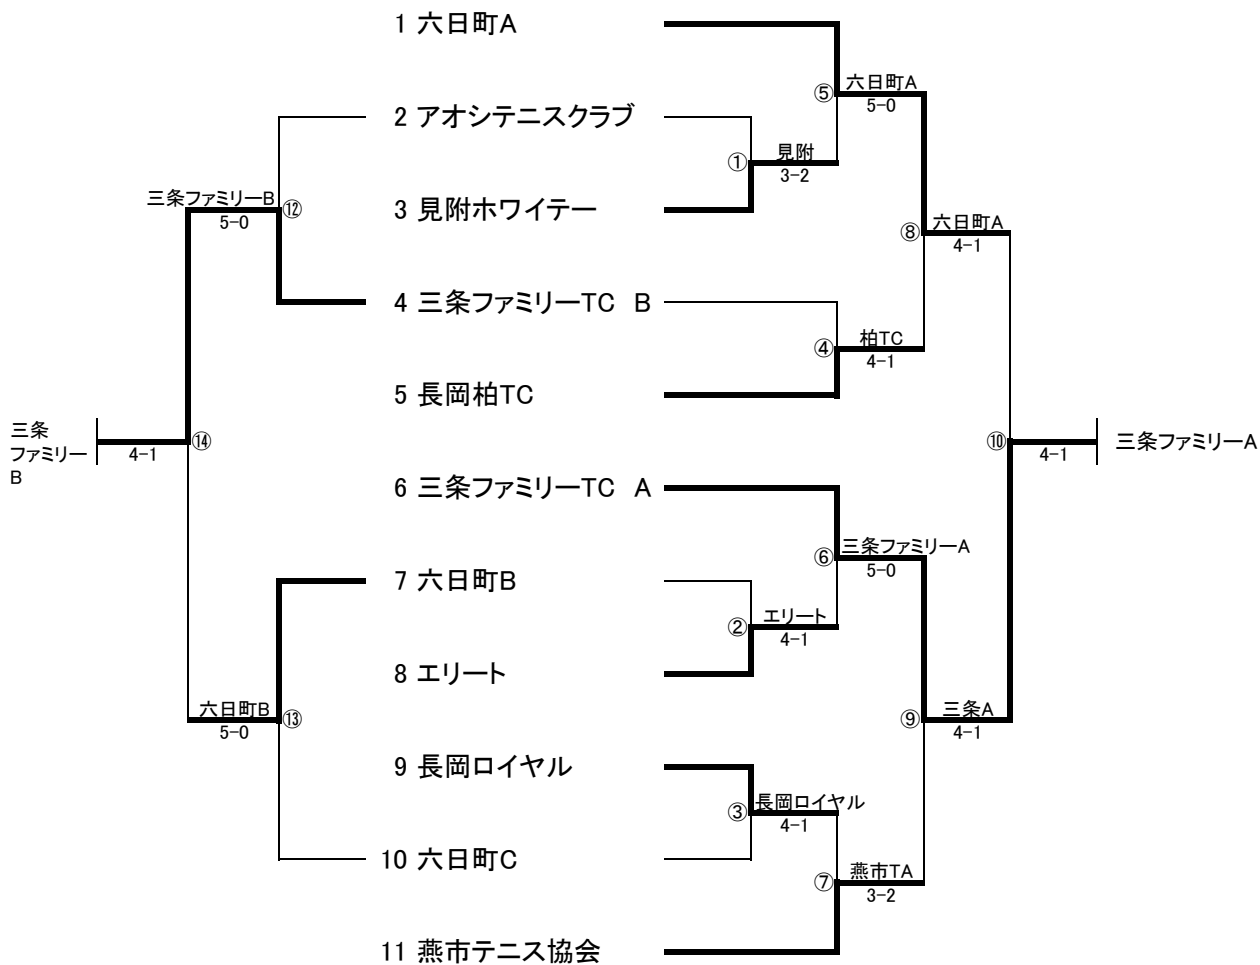 1 六日町A
六日町A
⑤
5-0
2 アオシテニスクラブ
見附
①
3-2
三条ファミリーB
⑫
5-0
3 見附ホワイテー
六日町A
⑧
4-1
4 三条ファミリーTC B
柏TC
④
4-1
5 長岡柏TC
三条
ファミリー
B
4-1
⑭
⑩
4-1
三条ファミリーA
6 三条ファミリーTC A
三条ファミリーA
⑥
5-0
7 六日町B
エリート
②
4-1
8 エリート
六日町B
⑬
5-0
三条A
⑨
4-1
9 長岡ロイヤル
長岡ロイヤル
③
4-1
10 六日町C
燕市TA
⑦
3-2
11 燕市テニス協会